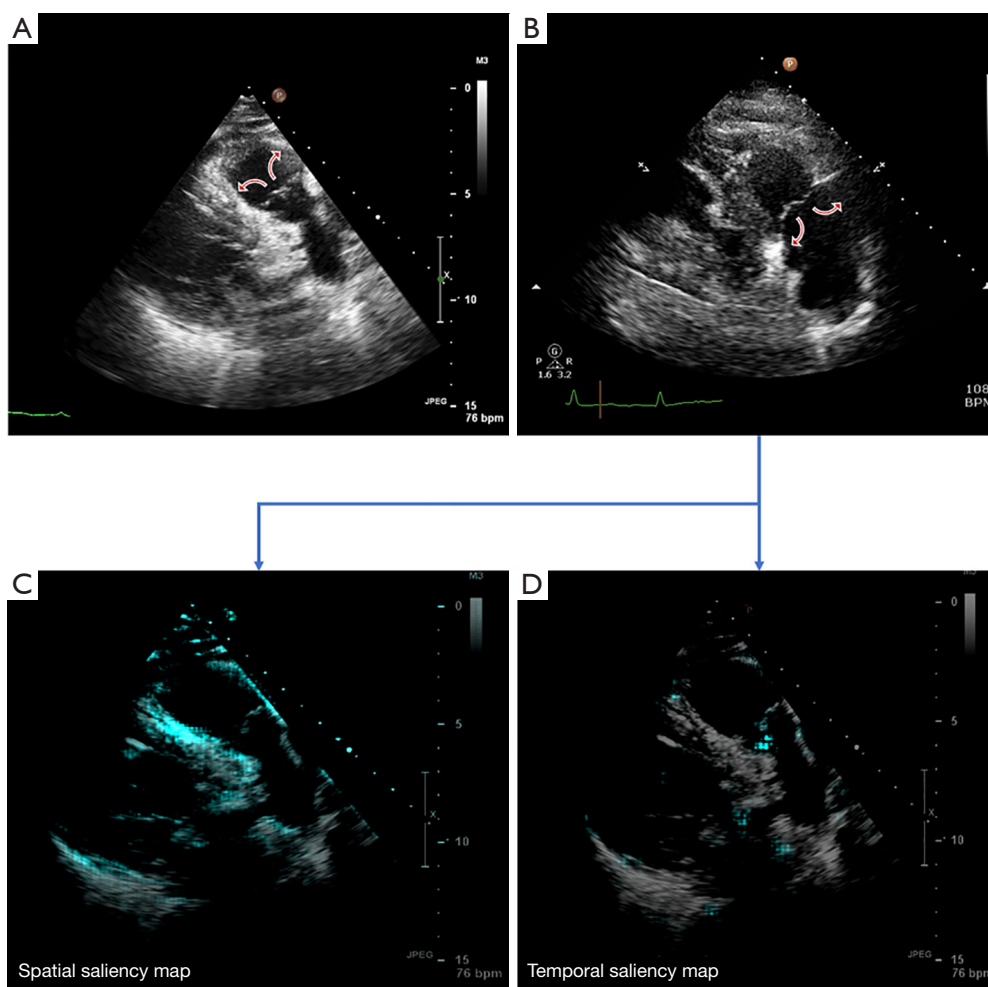 A
M3
P
0
5
X
10
JPEG
15
76 bpm
B
P
G
P R
1.6 3.2
108
BPM
C
M3
0
5
X
10
JPEG
15
76 bpm
Spatial saliency map
D
0
5
X
10
JPEG
15
76 bpm
Temporal saliency map